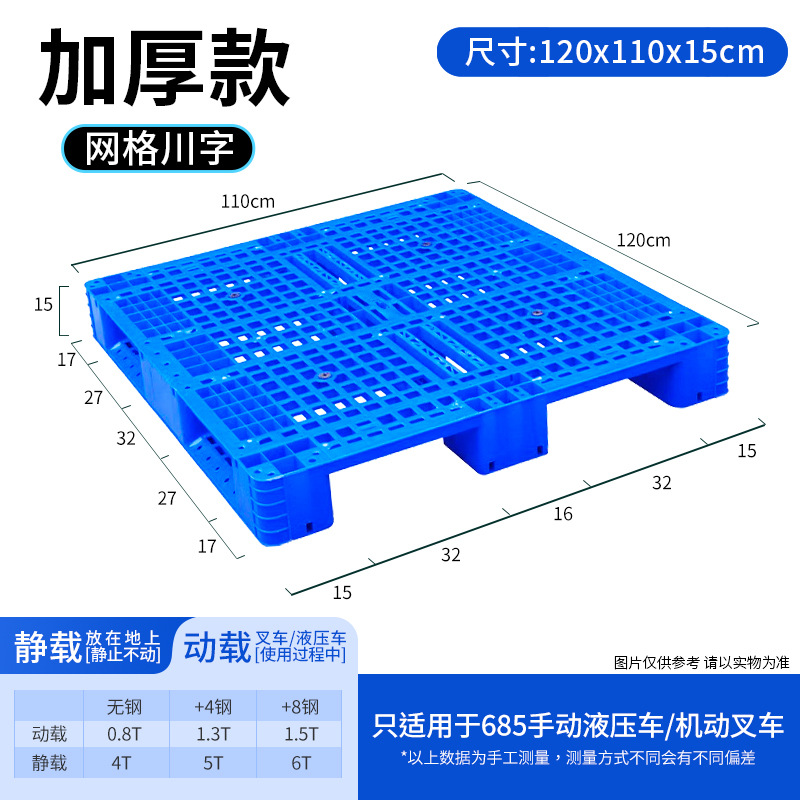 加厚款
网格川字
尺寸:120x110x15cm
110cm
120cm
15
17
27
32
27
17
15
32
16
32
15
静载 放在地上
[静止不动]
动载 叉车/液压车
[使用过程中]
图片仅供参考 请以实物为准
无钢 +4钢 +8钢
动载 0.8T 1.3T 1.5T
静载 4T 5T 6T
只适用于685手动液压车/机动叉车
*以上数据为手工测量，测量方式不同会有不同偏差